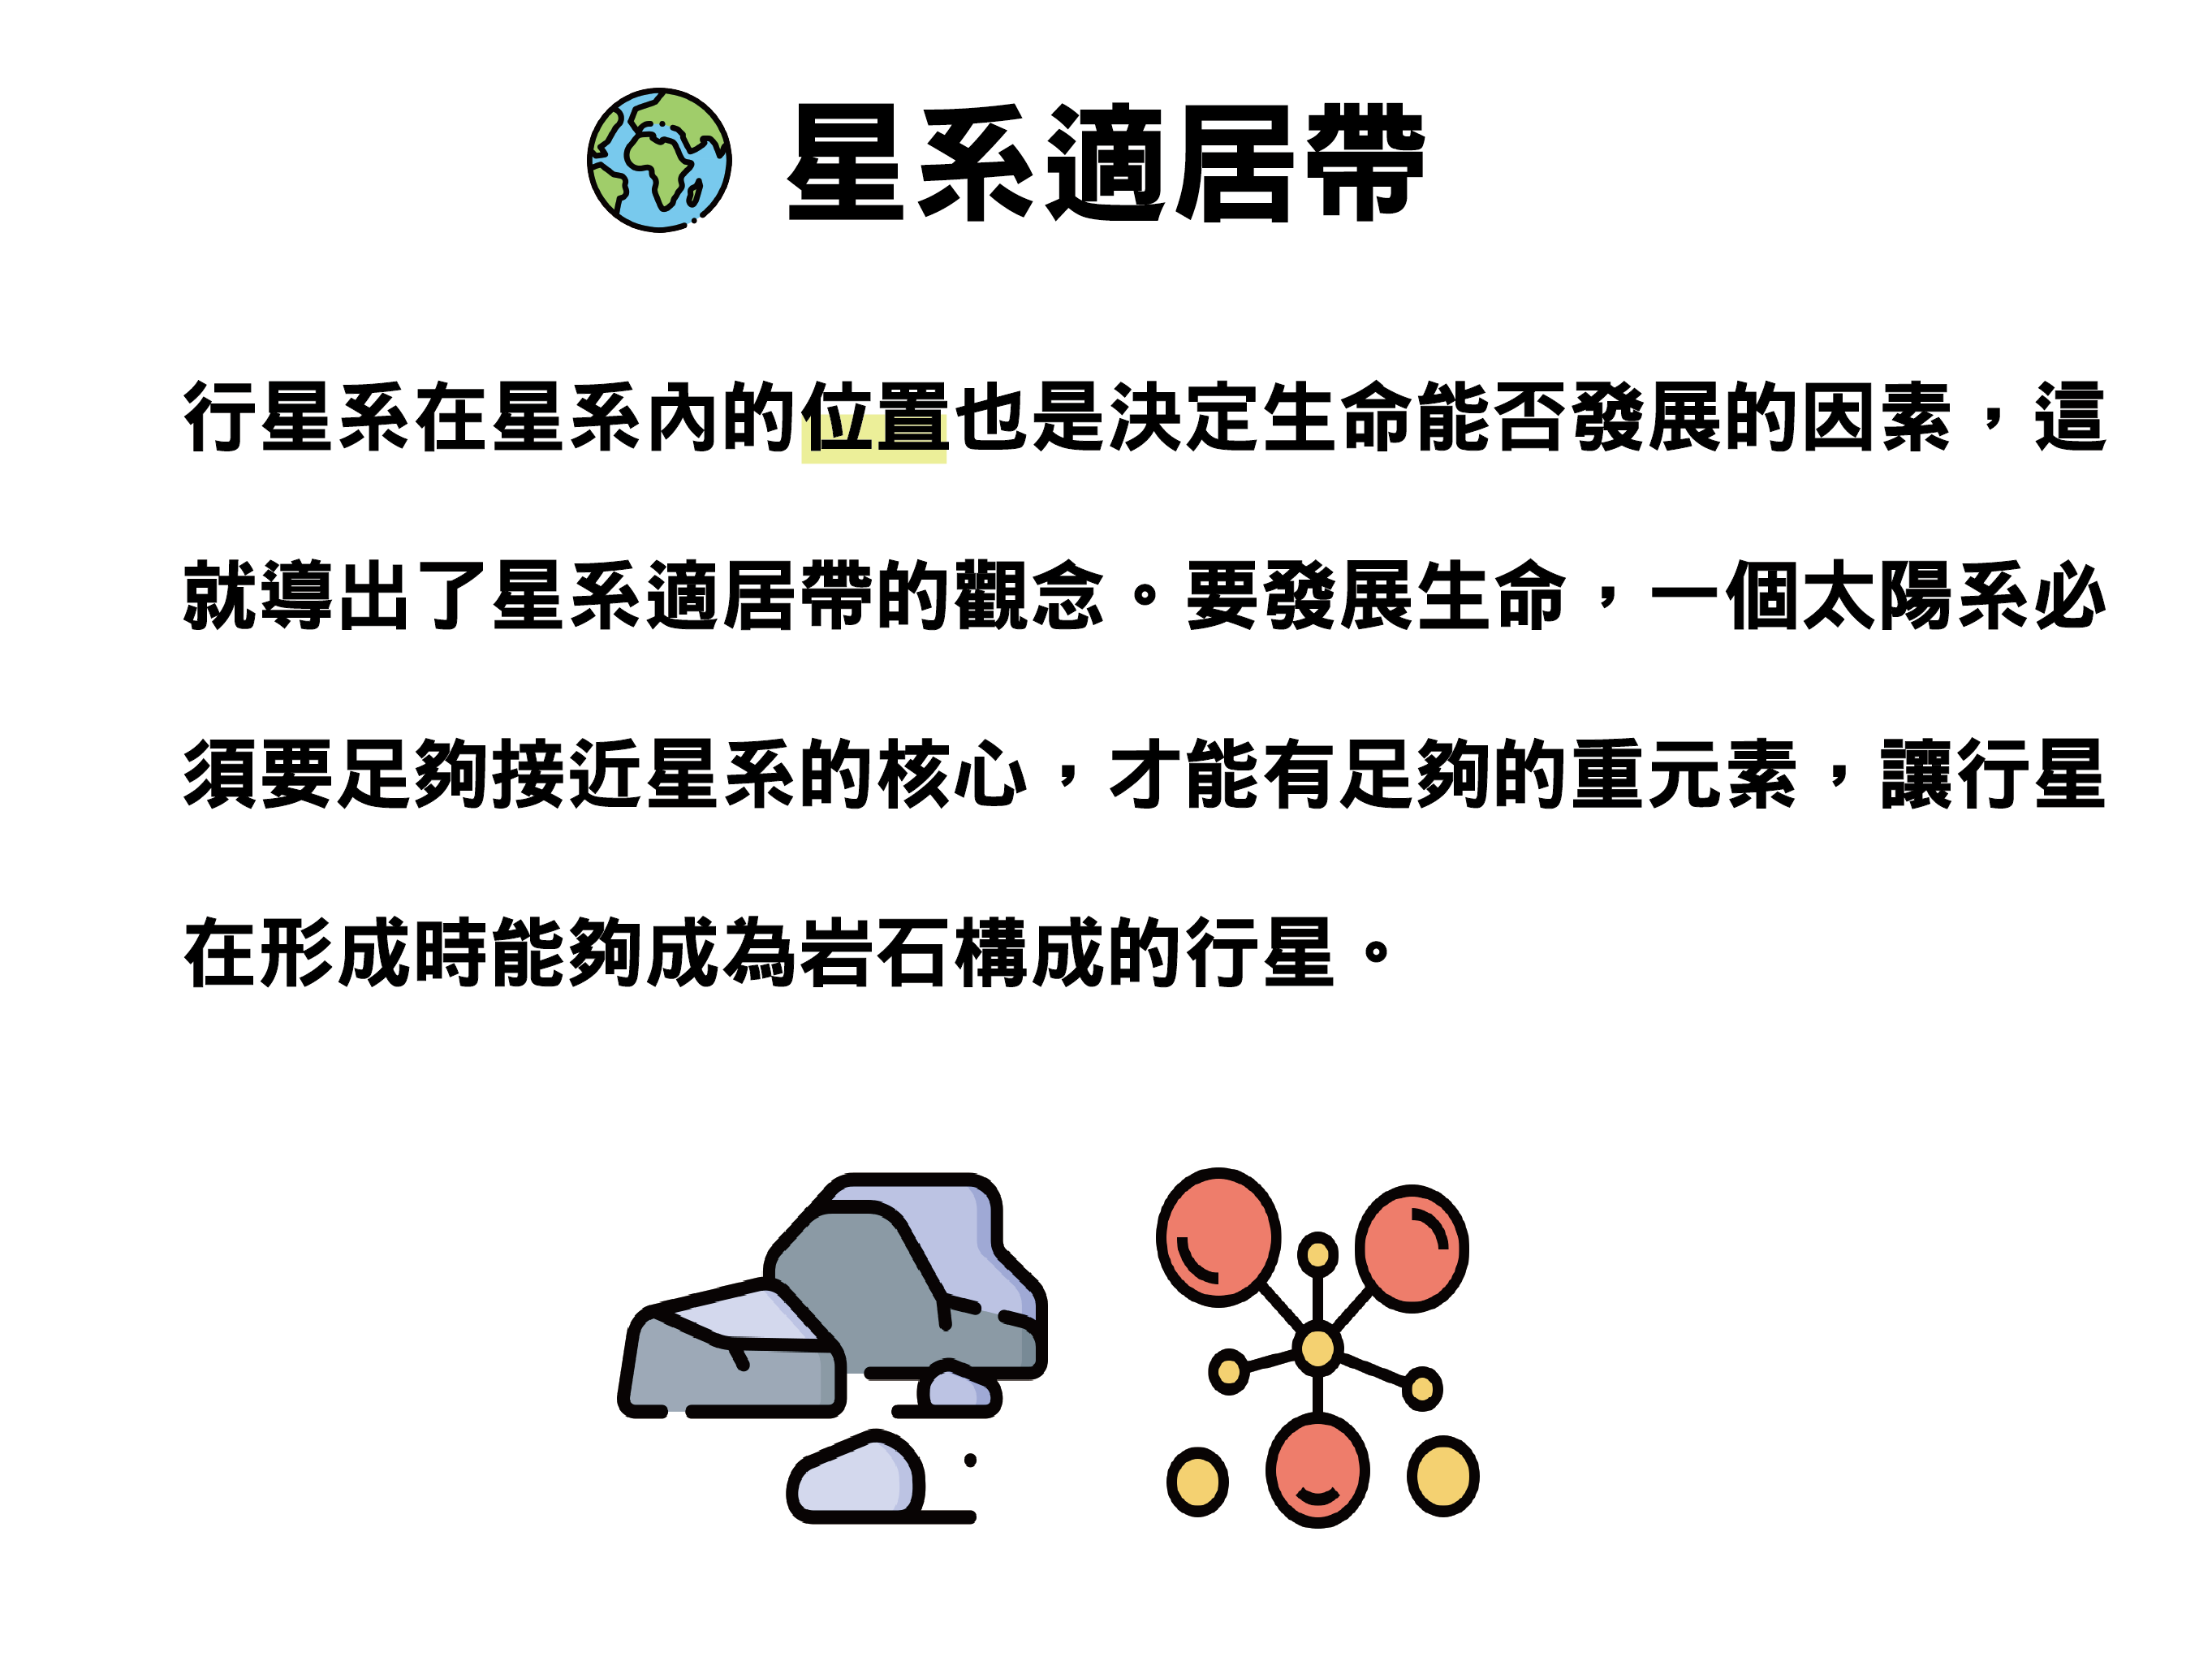 星系適居帶
行星系在星系內的位置也是決定生命能否發展的因素，這
就導出了星系適居帶的觀念。要發展生命，一個太陽系必
須要足夠接近星系的核心，才能有足夠的重元素，讓行星
在形成時能夠成為岩石構成的行星。